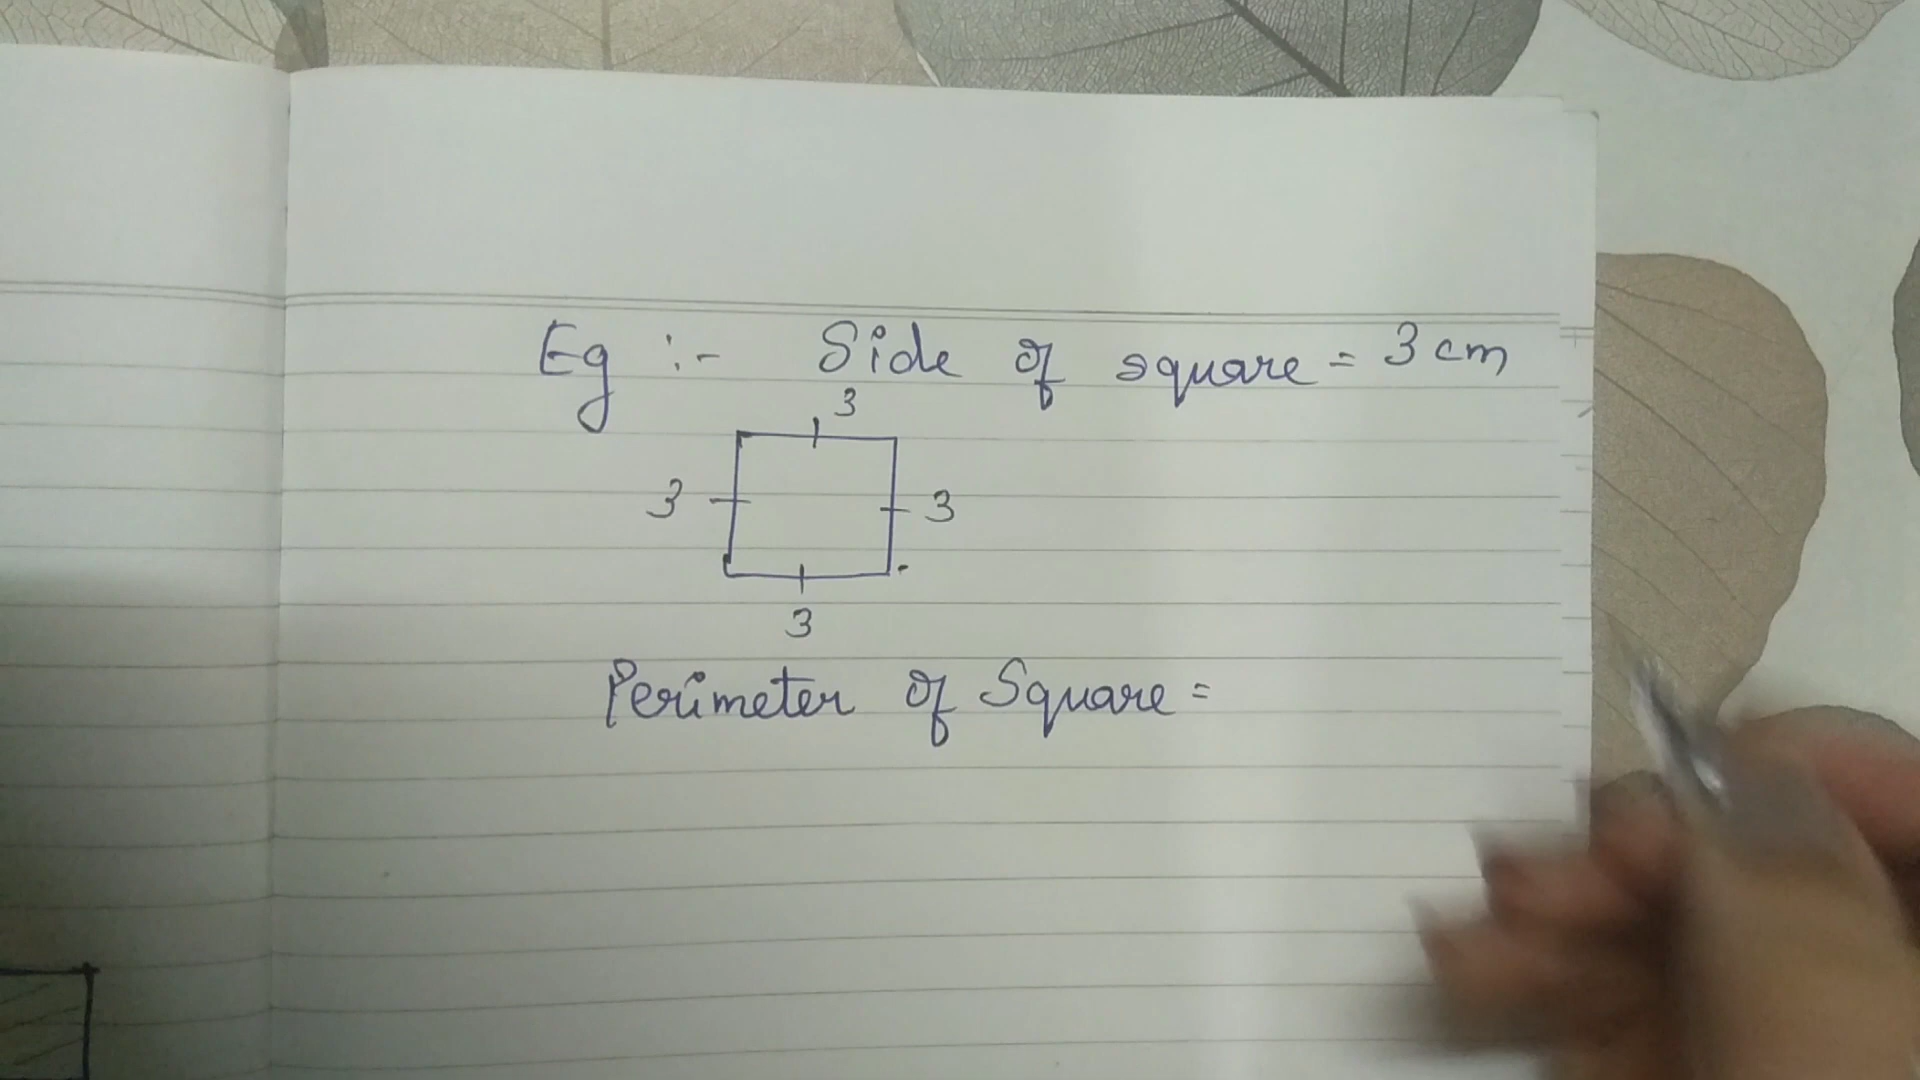 Eg :- Side of square = 3 cm
3
3 3
3
Perimeter of Square =